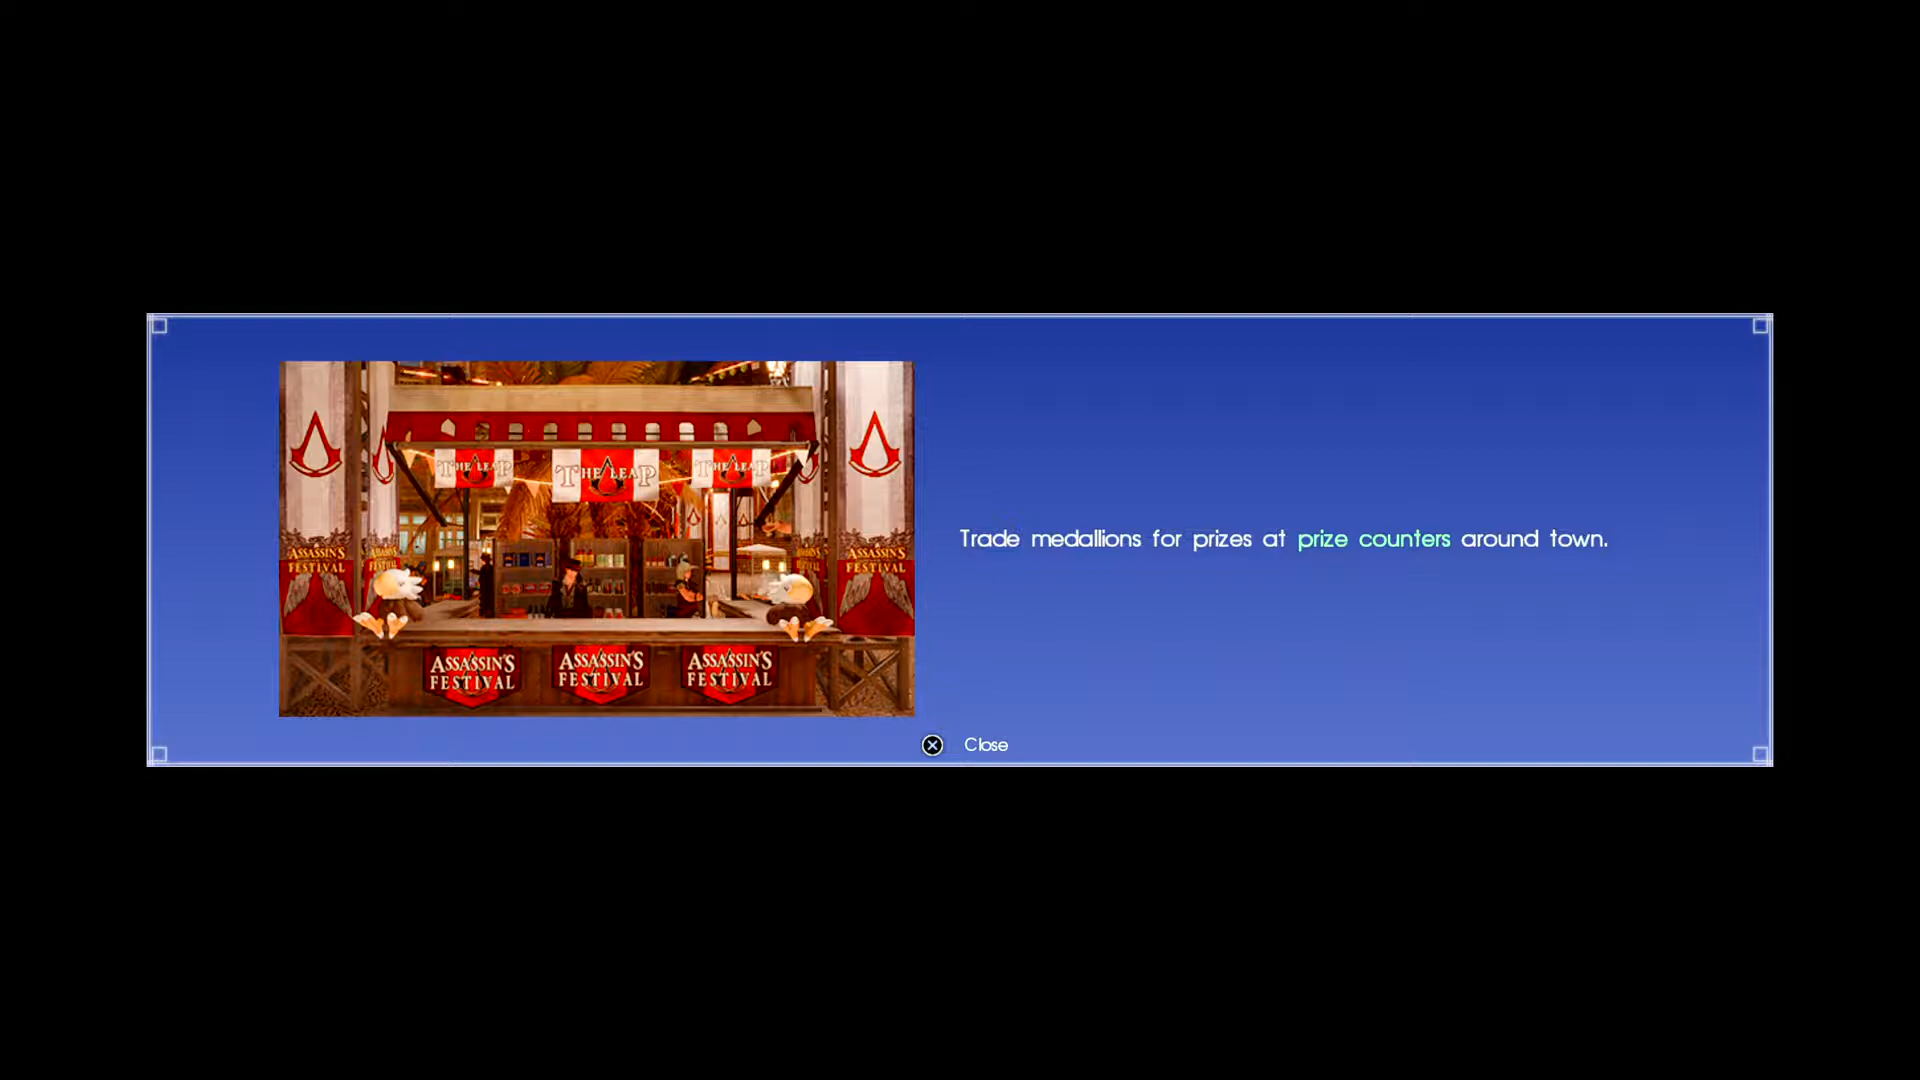 THE LEAP THE LEAP THE LEAP
ASSASSIN'S FESTIVAL
ASSASSIN'S FESTIVAL
ASSASSIN'S FESTIVAL ASSASSIN'S FESTIVAL ASSASSIN'S FESTIVAL
Trade medallions for prizes at prize counters around town.
Close